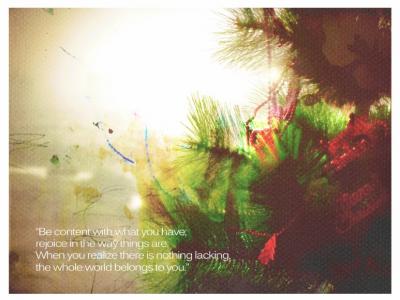 "Be content with what you have;
rejoice in the way things are.
When you realize there is nothing lacking,
the whole world belongs to you."